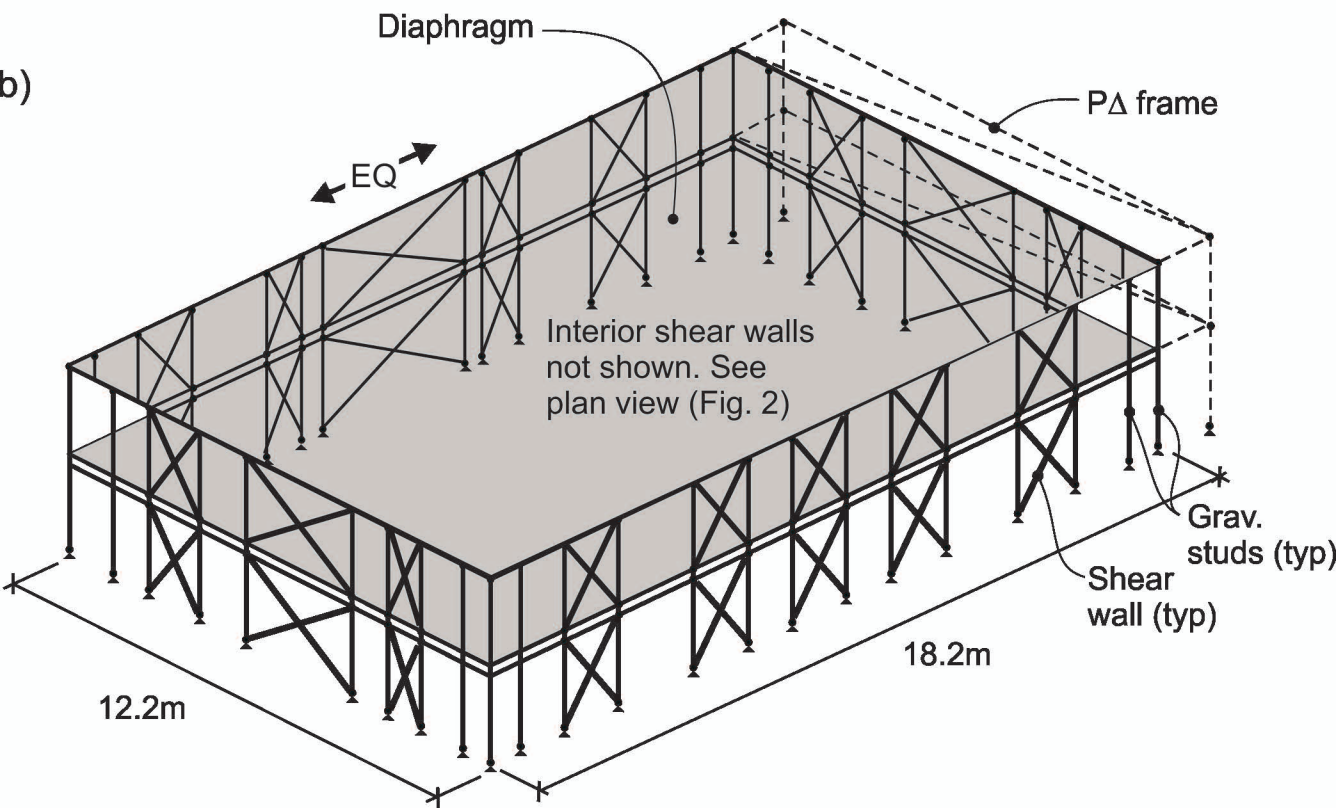 Diaphragm
b)
PΔ frame
EQ
Interior shear walls
not shown. See
plan view (Fig. 2)
Grav.
studs (typ)
Shear
wall (typ)
18.2m
12.2m